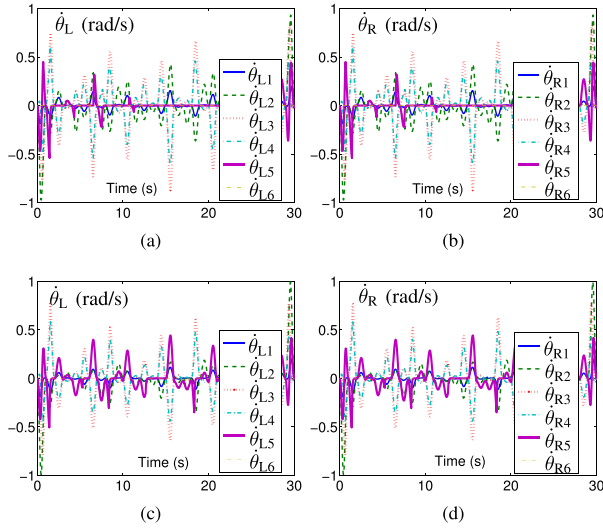 θ̇L (rad/s)
1
0.5
0
−0.5
−1
0
10
20
30
Time (s)
θ̇L1
θ̇L2
θ̇L3
θ̇L4
θ̇L5
θ̇L6
(a)
θ̇R (rad/s)
1
0.5
0
−0.5
−1
0
10
20
30
Time (s)
θ̇R1
θ̇R2
θ̇R3
θ̇R4
θ̇R5
θ̇R6
(b)
θ̇L (rad/s)
1
0.5
0
−0.5
−1
0
10
20
30
Time (s)
θ̇L1
θ̇L2
θ̇L3
θ̇L4
θ̇L5
θ̇L6
(c)
θ̇R (rad/s)
1
0.5
0
−0.5
−1
0
10
20
30
Time (s)
θ̇R1
θ̇R2
θ̇R3
θ̇R4
θ̇R5
θ̇R6
(d)